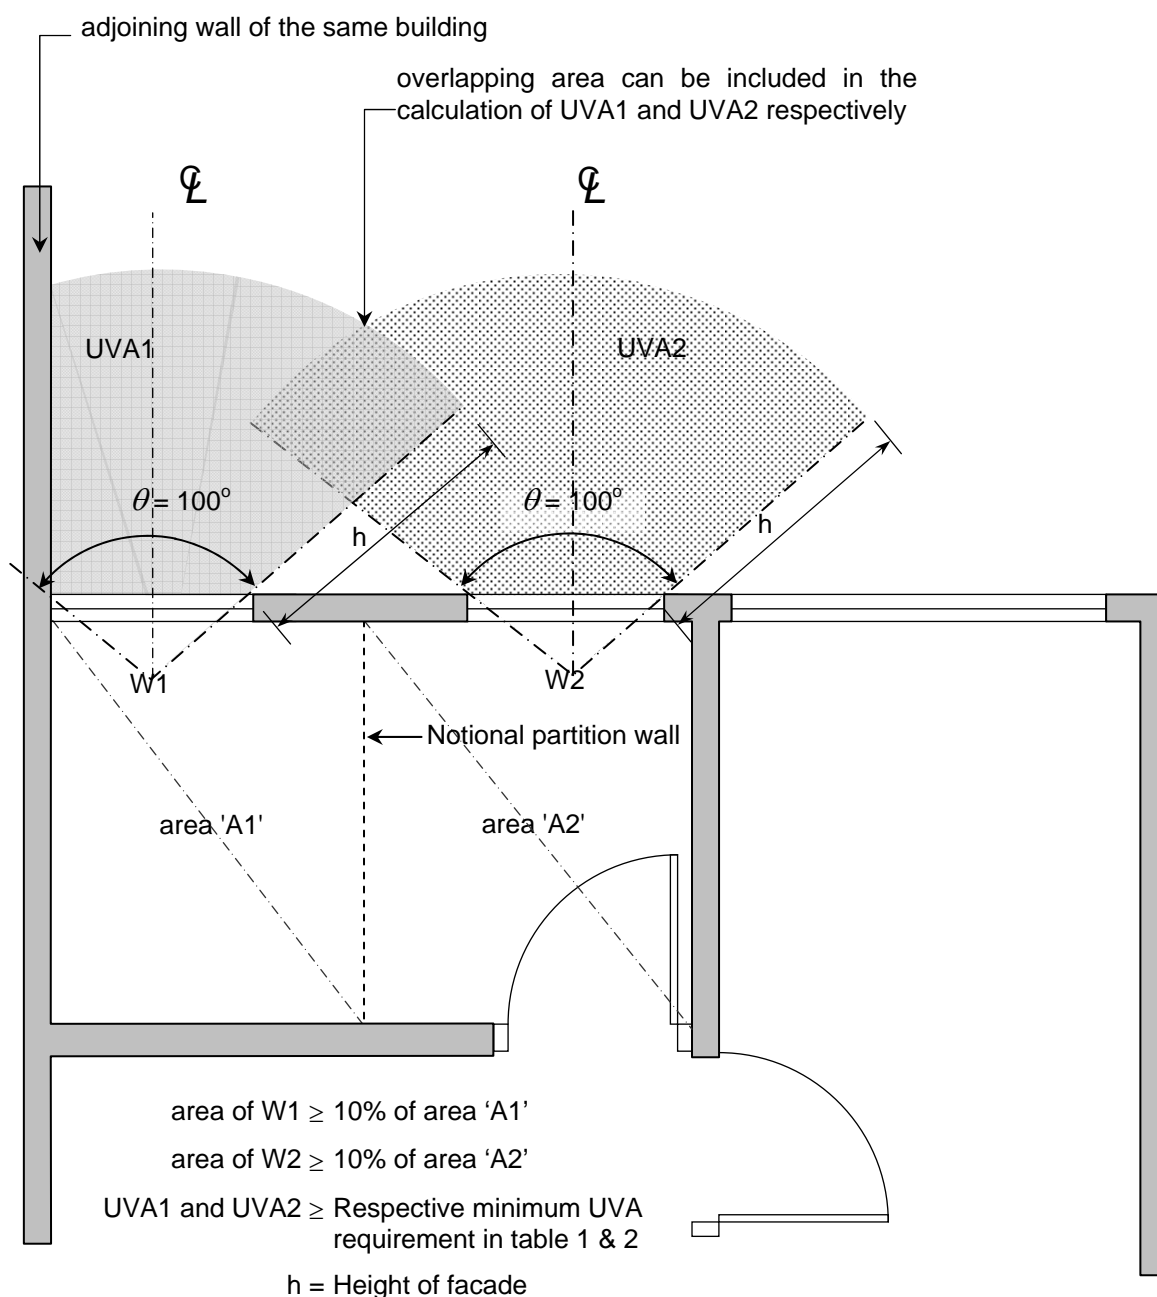 adjoining wall of the same building
overlapping area can be included in the
calculation of UVA1 and UVA2 respectively
℄
℄
UVA1
UVA2
θ = 100°
θ = 100°
h
h
W1
W2
Notional partition wall
area 'A1'
area 'A2'
area of W1 ≥ 10% of area ‘A1’
area of W2 ≥ 10% of area ‘A2’
UVA1 and UVA2 ≥ Respective minimum UVA
requirement in table 1 & 2
h = Height of facade